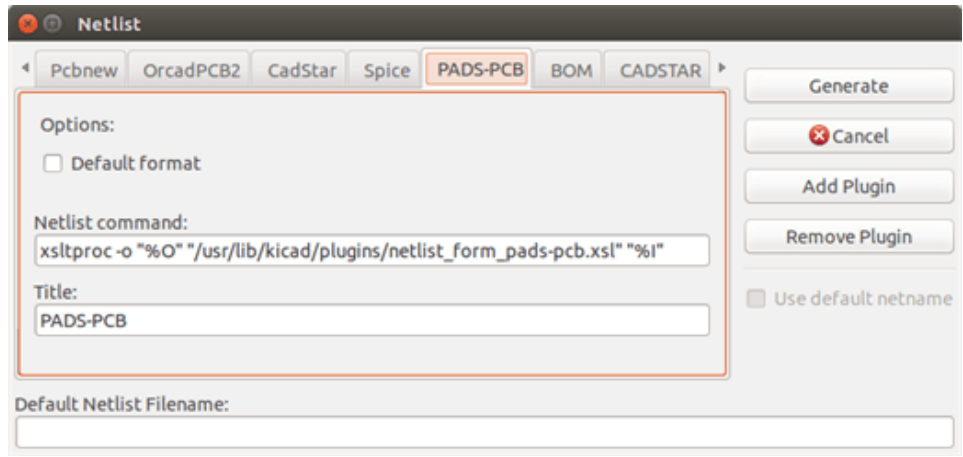 Netlist
Pcbnew OrcadPCB2 CadStar Spice PADS-PCB BOM CADSTAR
Generate
Options:
Cancel
Default format
Add Plugin
Netlist command:
Remove Plugin
xsltproc -o "%O" "/usr/lib/kicad/plugins/netlist_form_pads-pcb.xsl" "%I"
Title:
Use default netname
PADS-PCB
Default Netlist Filename: